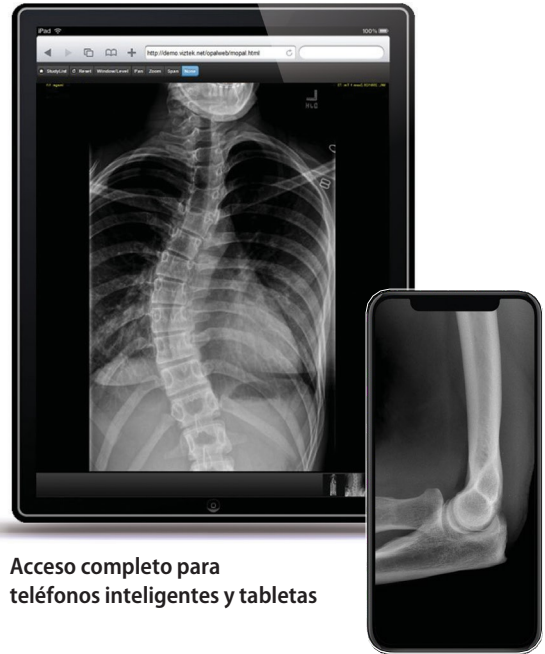 iPad
100%
http://demo.viztek.net/opalweb/mopal.html
StudyList Reset Window/Level Pan Zoom Span None
L
Acceso completo para
teléfonos inteligentes y tabletas